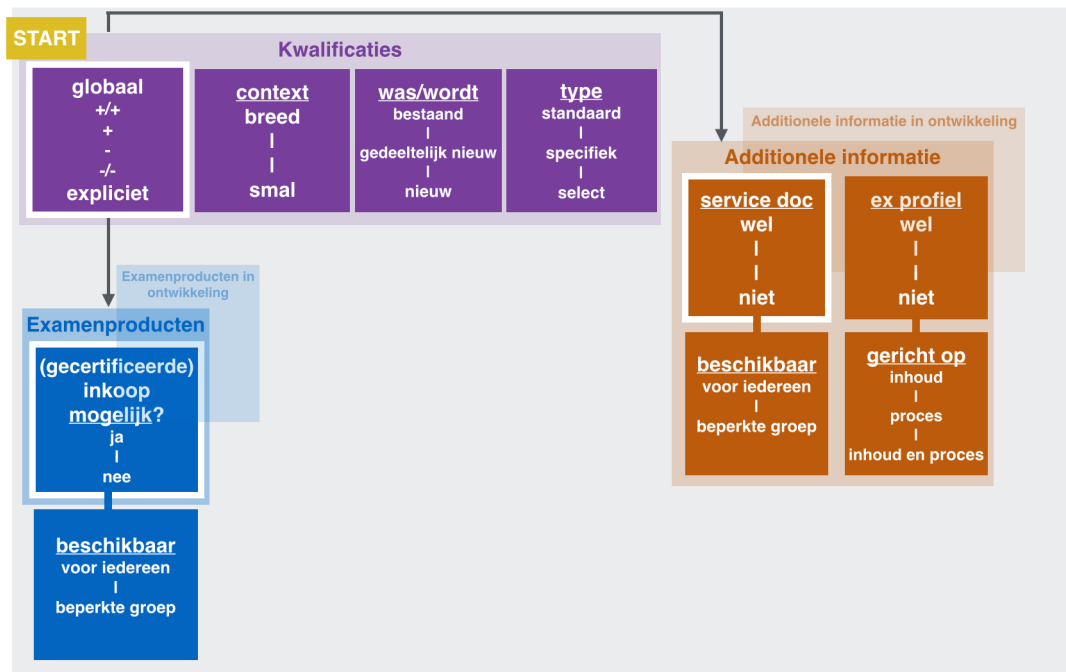 START
Kwalificaties
globaal
+/+
+
-
-/-
expliciet
context
breed
I
I
smal
was/wordt
bestaand
I
gedeeltelijk nieuw
I
nieuw
type
standaard
I
specifiek
I
select
Additionele informatie in ontwikkeling
Additionele informatie
service doc
wel
I
I
niet
ex profiel
wel
I
I
niet
beschikbaar
voor iedereen
I
beperkte groep
gericht op
inhoud
I
proces
I
inhoud en proces
Examenproducten in
ontwikkeling
Examenproducten
(gecertificeerde)
inkoop
mogelijk?
ja
I
nee
beschikbaar
voor iedereen
I
beperkte groep